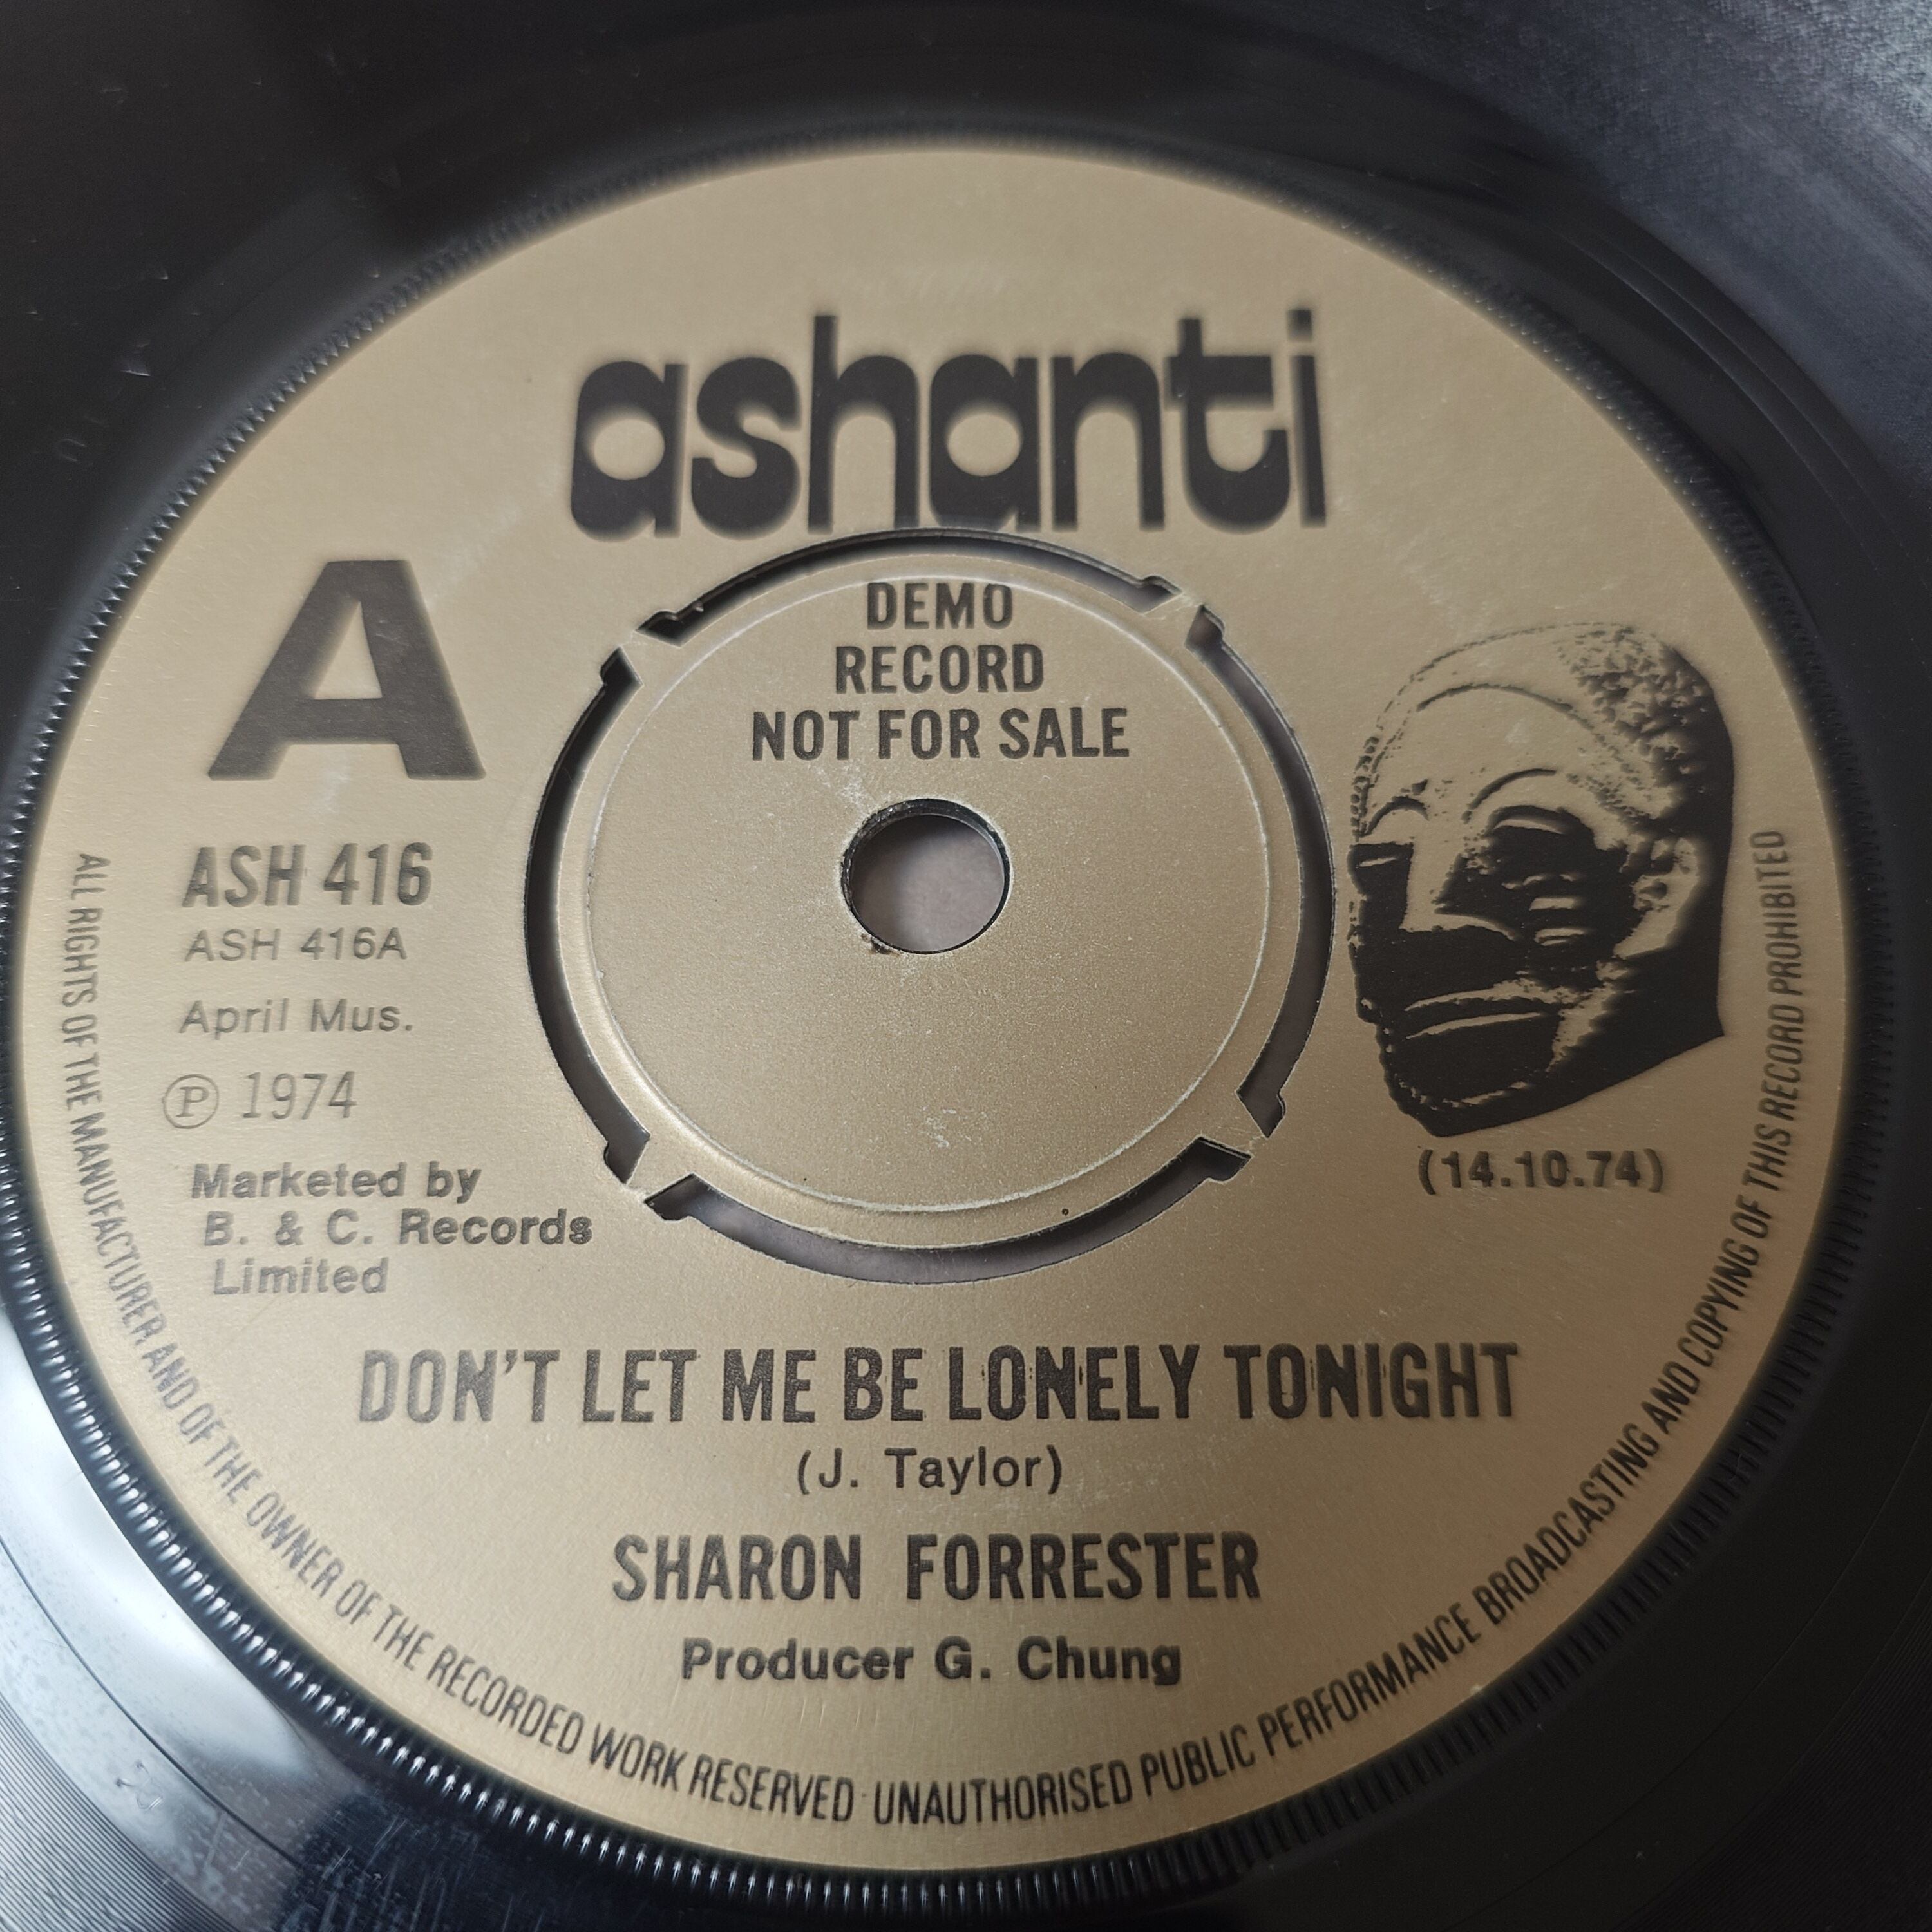 ashanti
A
DEMO
RECORD
NOT FOR SALE
ASH 416
ASH 416A
April Mus.
Ⓟ 1974
Marketed by
B. & C. Records
Limited
(14.10.74)
DON'T LET ME BE LONELY TONIGHT
(J. Taylor)
SHARON FORRESTER
Producer G. Chung
ALL RIGHTS OF THE MANUFACTURER AND OF THE OWNER OF THE RECORDED WORK RESERVED UNAUTHORISED PUBLIC PERFORMANCE BROADCASTING AND COPYING OF THIS RECORD PROHIBITED